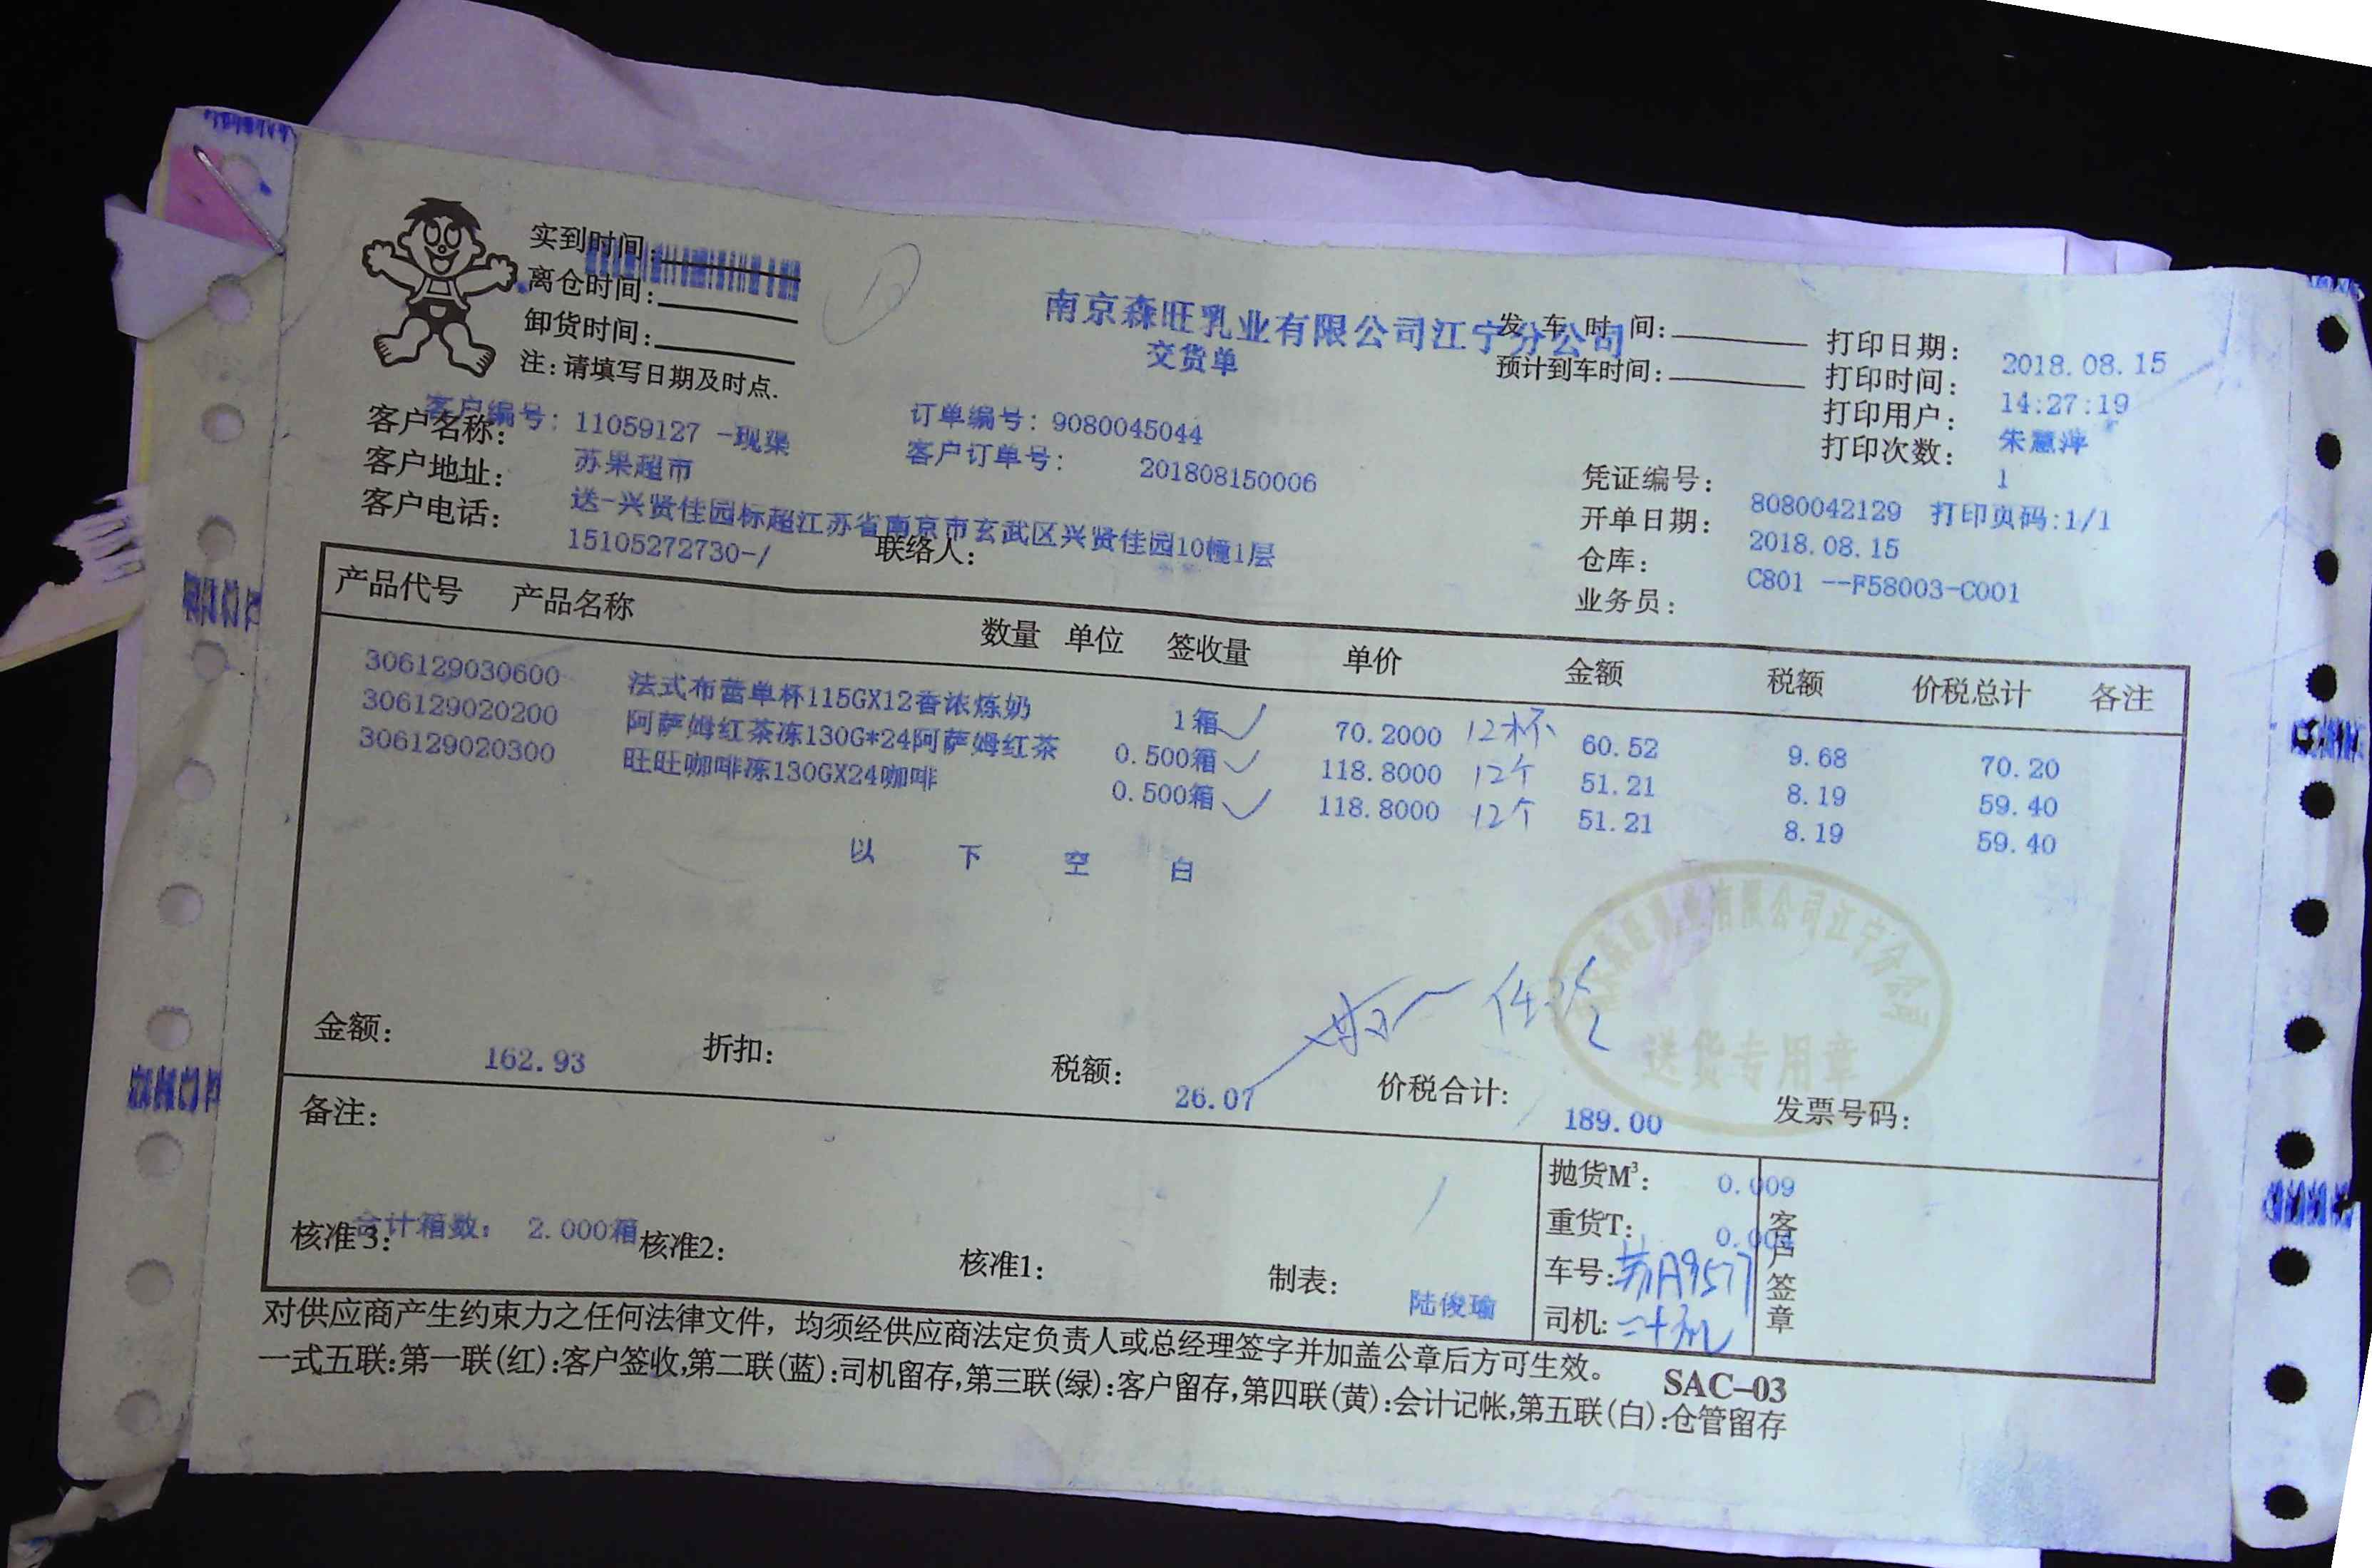 实到时间:
离仓时间:
卸货时间:
注:请填写日期及时点.
南京森旺乳业有限公司江宁分公司
交货单
发车时间:
预计到车时间:
打印日期: 2018.08.15
打印时间: 14:27:19
打印用户: 朱慧萍
打印次数: 1
客户编号: 11059127 -现渠
订单编号: 9080045044
客户名称: 苏果超市
客户订单号: 201808150006
客户地址: 送-兴贤佳园标超江苏省南京市玄武区兴贤佳园10幢1层
客户电话: 15105272730-/
联络人:
凭证编号: 8080042129 打印页码:1/1
开单日期: 2018.08.15
仓库: C801 --F58003-C001
业务员:
产品代号 产品名称 数量 单位 签收量 单价 金额 税额 价税总计 备注
306129030600 法式布蕾单杯115GX12香浓炼奶 1箱 70.2000 12杯 60.52 9.68 70.20
306129020200 阿萨姆红茶冻130G*24阿萨姆红茶 0.500箱 118.8000 12个 51.21 8.19 59.40
306129020300 旺旺咖啡冻130GX24咖啡 0.500箱 118.8000 12个 51.21 8.19 59.40
以下空白
有限公司江宁分公司
送货专用章
金额: 162.93 折扣: 税额: 26.07 价税合计: 189.00 发票号码:
备注:
合计箱数: 2.000箱
核准3: 核准2: 核准1: 制表: 陆俊瑜
抛货M³: 0.009
重货T: 0.004
车号: 苏A9577
司机:
客户签章
对供应商产生约束力之任何法律文件，均须经供应商法定负责人或总经理签字并加盖公章后方可生效。 SAC-03
一式五联:第一联(红):客户签收,第二联(蓝):司机留存,第三联(绿):客户留存,第四联(黄):会计记帐,第五联(白):仓管留存